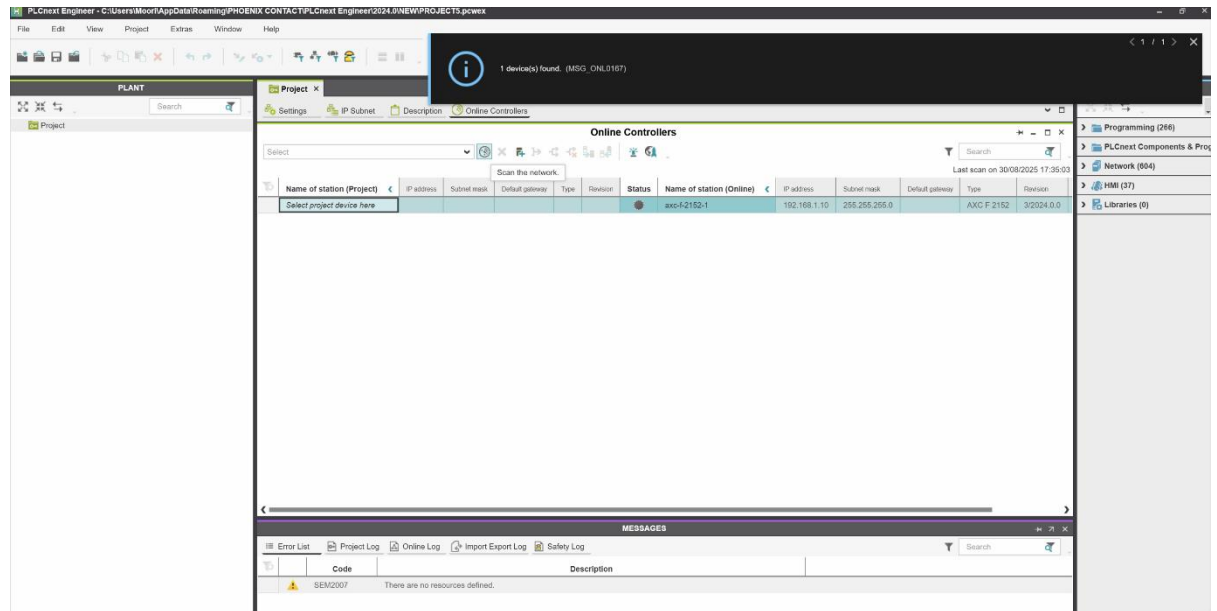 PLCnext Engineer - C:\Users\Moorl\AppData\Roaming\PHOENIX CONTACT\PLCnext Engineer\2024.0\NEW\PROJECT5.pcwex
File Edit View Project Extras Window Help
1 device(s) found. (MSG_ONL0167)
< 1 / 1 >
PLANT
Search
Project
Project
Settings IP Subnet Description Online Controllers
Online Controllers
Select
Search
Scan the network.
Last scan on 30/08/2025 17:35:03
Name of station (Project) IP address Subnet mask Default gateway Type Revision Status Name of station (Online) IP address Subnet mask Default gateway Type Revision
Select project device here axc-f-2152-1 192.168.1.10 255.255.255.0 AXC F 2152 3/2024.0.0
Programming (266)
PLCnext Components & Prog
Network (604)
HMI (37)
Libraries (0)
MESSAGES
Error List Project Log Online Log Import Export Log Safety Log
Search
Code Description
SEM2007 There are no resources defined.